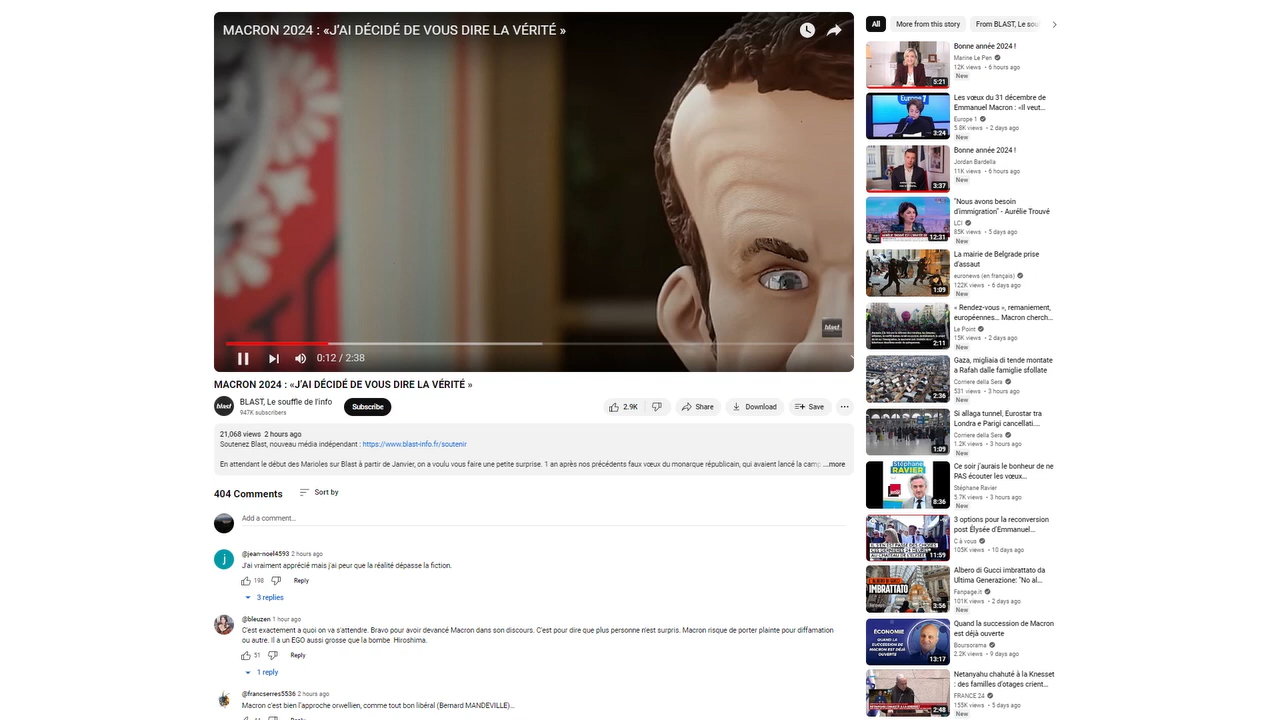 MACRON 2024 : «J'AI DÉCIDÉ DE VOUS DIRE LA VÉRITÉ »
blast
0:12 / 2:38
MACRON 2024 : «J'AI DÉCIDÉ DE VOUS DIRE LA VÉRITÉ »
blast
BLAST, Le souffle de l'info
947K subscribers
Subscribe
2.9K
Share
Download
Save
21,068 views 2 hours ago
Soutenez Blast, nouveau média indépendant : https://www.blast-info.fr/soutenir
En attendant le début des Marioles sur Blast à partir de Janvier, on a voulu vous faire une petite surprise. 1 an après nos précédents faux vœux du monarque républicain, qui avaient lancé la camp ...more
404 Comments
Sort by
Add a comment...
j
@jean-noel4593 2 hours ago
J'ai vraiment apprécié mais j'ai peur que la réalité dépasse la fiction.
198
Reply
3 replies
@bleuzen 1 hour ago
C'est exactement a quoi on va s'attendre. Bravo pour avoir devancé Macron dans son discours. C'est pour dire que plus personne n'est surpris. Macron risque de porter plainte pour diffamation
ou autre. Il a un EGO aussi grosse que la bombe Hiroshima.
51
Reply
1 reply
@francserres5536 2 hours ago
Macron c'est bien l'approche orwellien, comme tout bon libéral (Bernard MANDEVILLE)...
Reply
All
More from this story
From BLAST, Le sou
5:21
Bonne année 2024 !
Marine Le Pen
12K views • 6 hours ago
New
Europe 1
3:24
Les vœux du 31 décembre de
Emmanuel Macron : «Il veut...
Europe 1
5.8K views • 2 days ago
New
3:37
Bonne année 2024 !
Jordan Bardella
11K views • 6 hours ago
New
12:31
"Nous avons besoin
d'immigration" - Aurélie Trouvé
LCI
85K views • 5 days ago
New
1:09
La mairie de Belgrade prise
d'assaut
euronews (en français)
122K views • 6 days ago
New
2:11
« Rendez-vous », remaniement,
européennes... Macron cherch...
Le Point
15K views • 2 days ago
New
2:36
Gaza, migliaia di tende montate
a Rafah dalle famiglie sfollate
Corriere della Sera
531 views • 3 hours ago
New
1:09
Si allaga tunnel, Eurostar tra
Londra e Parigi cancellati....
Corriere della Sera
1.2K views • 3 hours ago
New
Stéphane
RAVIER
8:36
Ce soir j'aurais le bonheur de ne
PAS écouter les vœux...
Stéphane Ravier
5.7K views • 3 hours ago
New
11:59
3 options pour la reconversion
post Élysée d'Emmanuel...
C à vous
105K views • 10 days ago
IMBRATTATO
3:56
Albero di Gucci imbrattato da
Ultima Generazione: "No al...
Fanpage.it
101K views • 2 days ago
New
ÉCONOMIE
QUAND LA
SUCCESSION DE
MACRON EST DÉJÀ
OUVERTE
13:17
Quand la succession de Macron
est déjà ouverte
Boursorama
2.2K views • 9 days ago
2:48
Netanyahu chahuté à la Knesset
: des familles d'otages crient...
FRANCE 24
155K views • 5 days ago
New